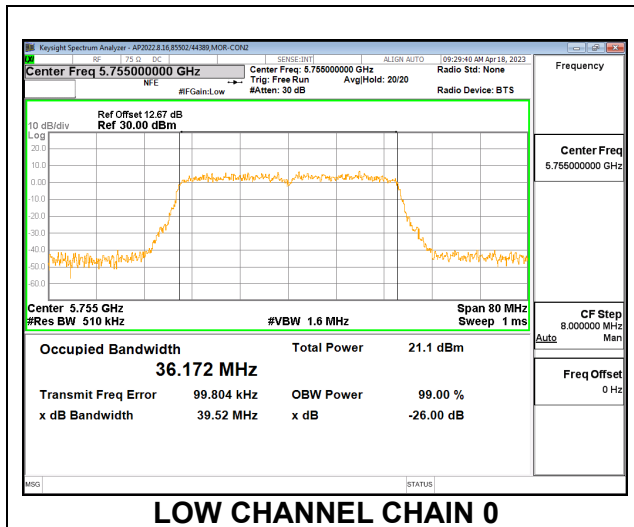 Keysight Spectrum Analyzer - AP2022.8.16,85502/44389,MOR-CON2
RF 75 Ω DC SENSE:INT ALIGN AUTO 09:29:40 AM Apr 18, 2023
Center Freq 5.755000000 GHz
Center Freq: 5.755000000 GHz
Radio Std: None
NFE
Trig: Free Run Avg|Hold: 20/20
#IFGain:Low
#Atten: 30 dB
Radio Device: BTS
Frequency
Ref Offset 12.67 dB
10 dB/div Ref 30.00 dBm
Log
20.0
10.0
0.00
-10.0
-20.0
-30.0
-40.0
-50.0
-60.0
Center 5.755 GHz Span 80 MHz
#Res BW 510 kHz #VBW 1.6 MHz Sweep 1 ms
Occupied Bandwidth Total Power 21.1 dBm
36.172 MHz
Transmit Freq Error 99.804 kHz OBW Power 99.00 %
x dB Bandwidth 39.52 MHz x dB -26.00 dB
Center Freq
5.755000000 GHz
CF Step
8.000000 MHz
Auto Man
Freq Offset
0 Hz
MSG STATUS
LOW CHANNEL CHAIN 0